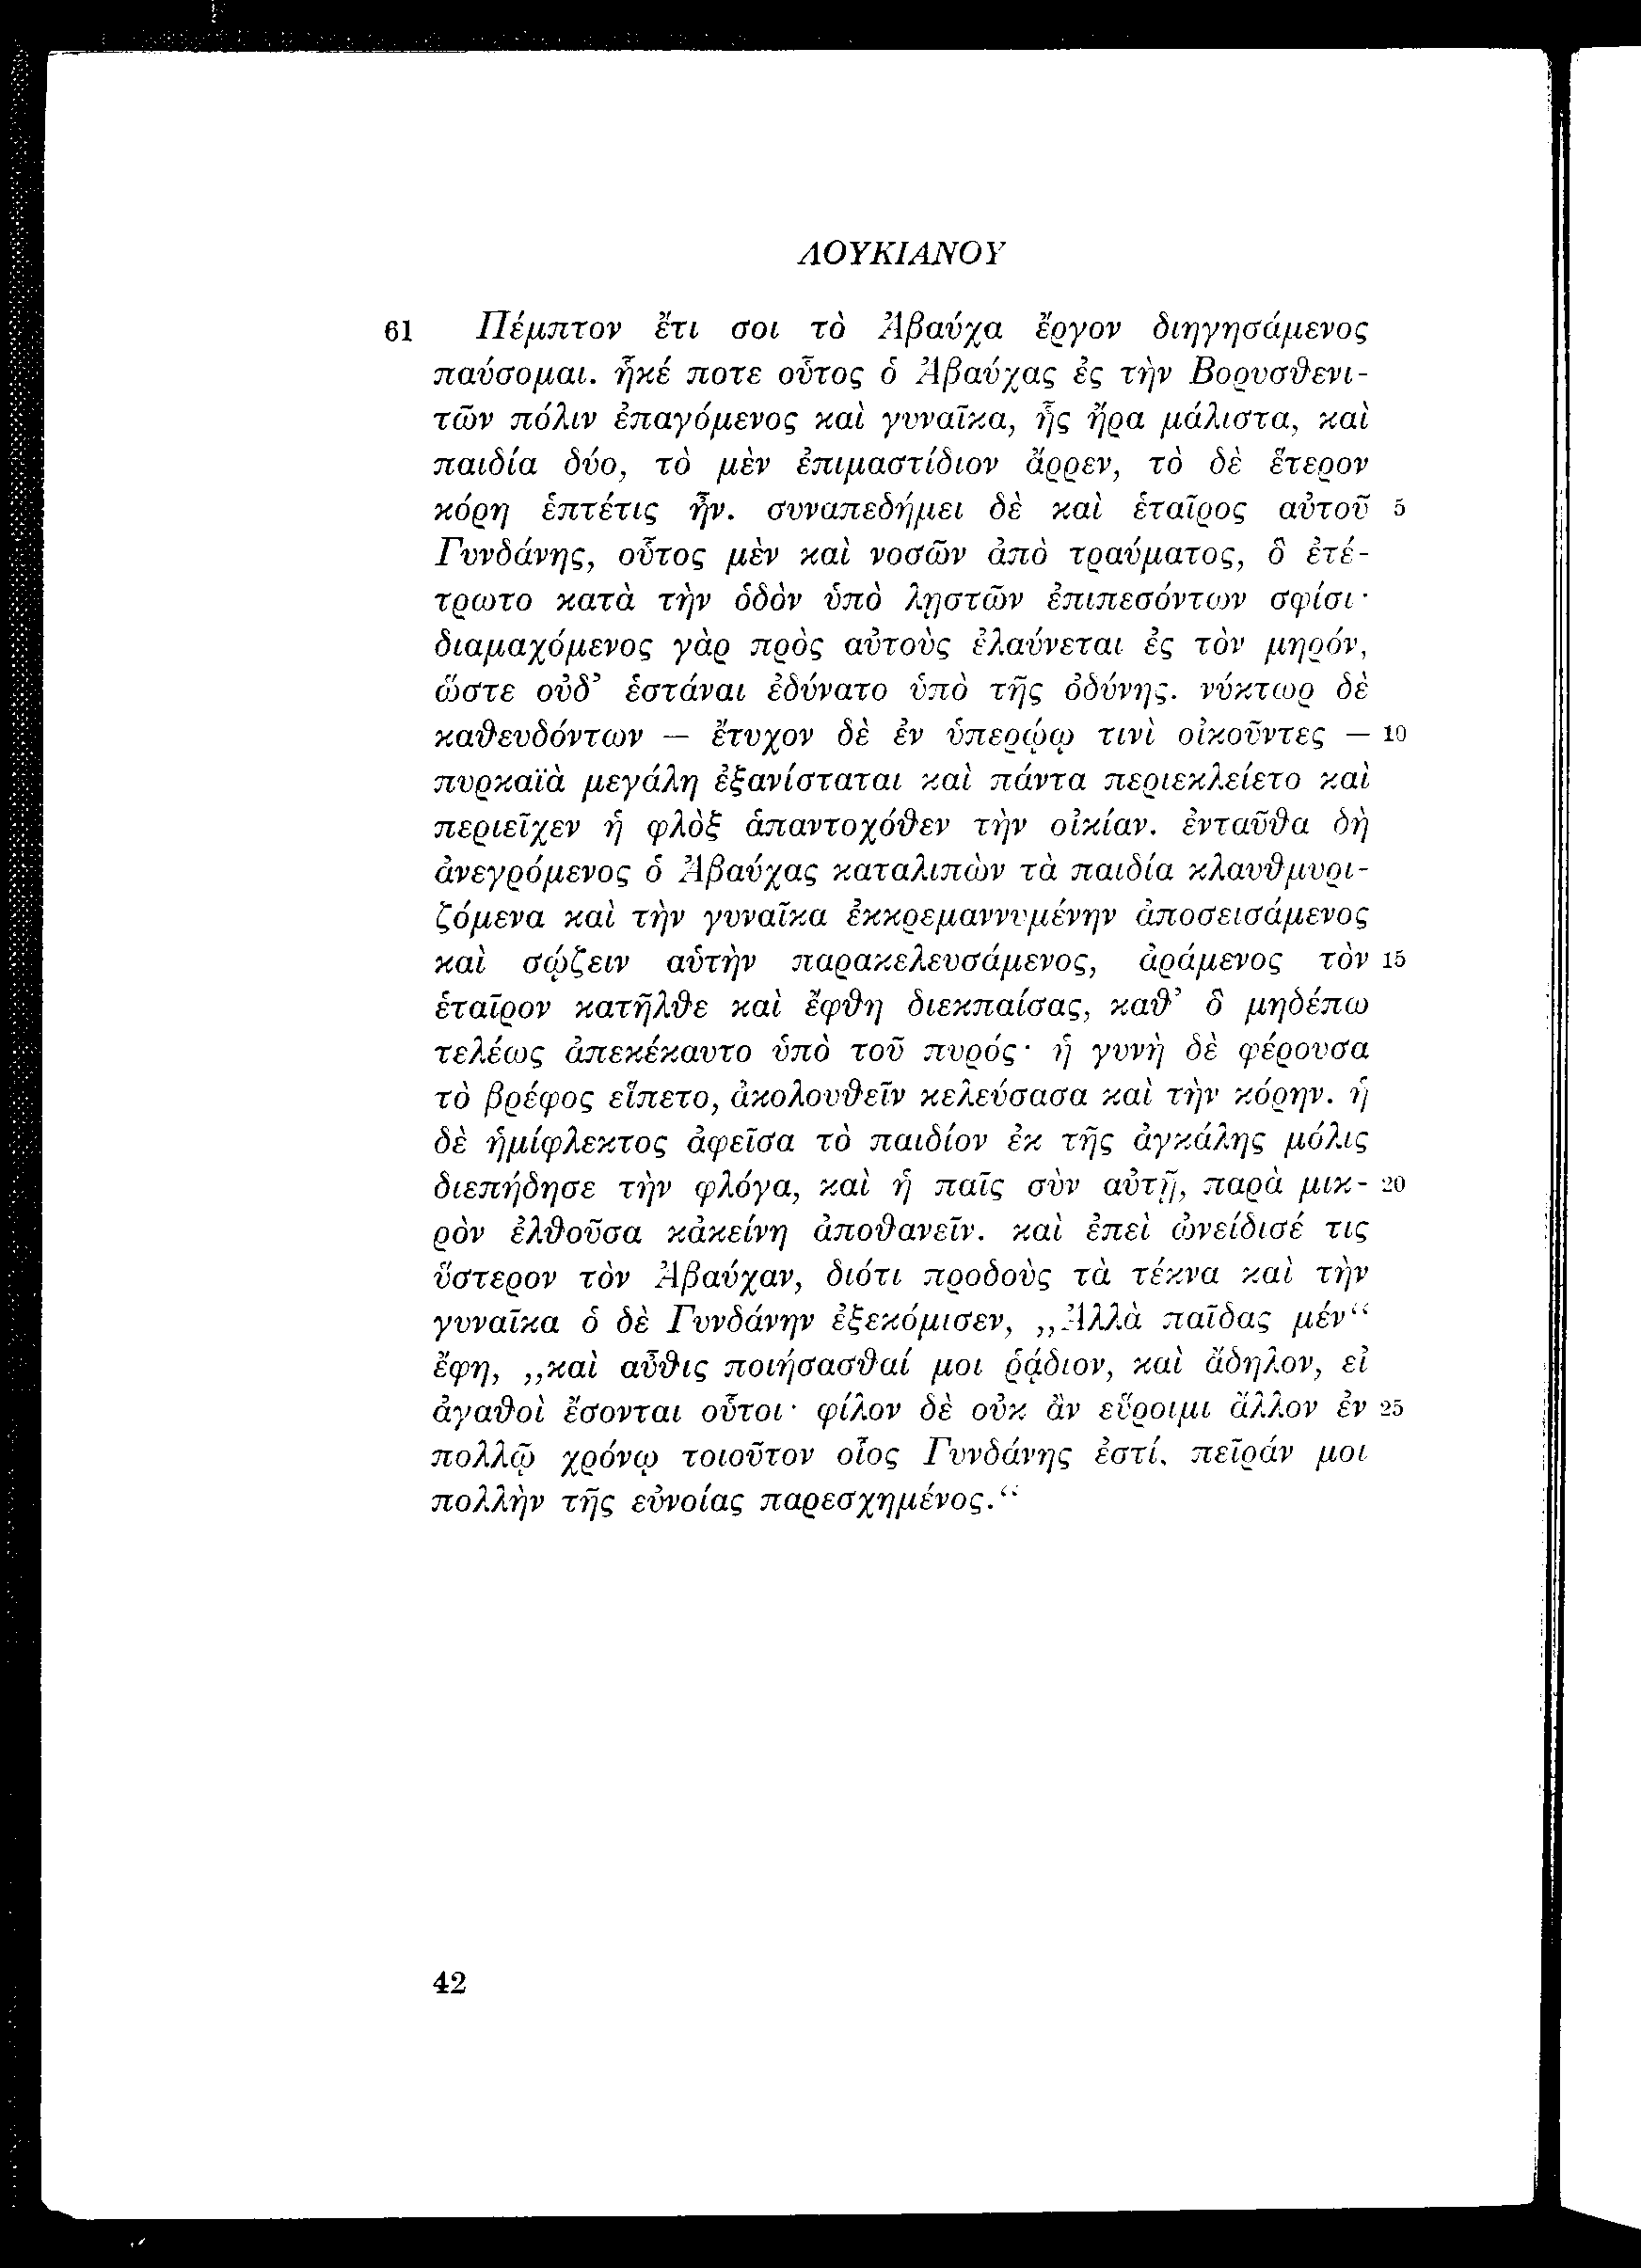 ΛΟΥΚΙΑΝΟΥ
61 Πέμπτον ἔτι σοι τὸ Ἀβαύχα ἔργον διηγησάμενος
παύσομαι. ἧκέ ποτε οὗτος ὁ Ἀβαύχας ἐς τὴν Βορυσθενι-
τῶν πόλιν ἐπαγόμενος καὶ γυναῖκα, ἧς ἤρα μάλιστα, καὶ
παιδία δύο, τὸ μὲν ἐπιμαστίδιον ἄρρεν, τὸ δὲ ἕτερον
κόρη ἑπτέτις ἦν. συναπεδήμει δὲ καὶ ἑταῖρος αὐτοῦ 5
Γυνδάνης, οὗτος μὲν καὶ νοσῶν ἀπὸ τραύματος, ὃ ἐτέ-
τρωτο κατὰ τὴν ὁδὸν ὑπὸ λῃστῶν ἐπιπεσόντων σφίσι·
διαμαχόμενος γὰρ πρὸς αὐτοὺς ἐλαύνεται ἐς τὸν μηρόν,
ὥστε οὐδ’ ἑστάναι ἐδύνατο ὑπὸ τῆς ὀδύνης. νύκτωρ δὲ
καθευδόντων — ἔτυχον δὲ ἐν ὑπερῴῳ τινὶ οἰκοῦντες — 10
πυρκαϊὰ μεγάλη ἐξανίσταται καὶ πάντα περιεκλείετο καὶ
περιεῖχεν ἡ φλὸξ ἁπαντοχόθεν τὴν οἰκίαν. ἐνταῦθα δὴ
ἀνεγρόμενος ὁ Ἀβαύχας καταλιπὼν τὰ παιδία κλαυθμυρι-
ζόμενα καὶ τὴν γυναῖκα ἐκκρεμαννυμένην ἀποσεισάμενος
καὶ σῴζειν αὑτὴν παρακελευσάμενος, ἀράμενος τὸν 15
ἑταῖρον κατῆλθε καὶ ἔφθη διεκπαίσας, καθ’ ὃ μηδέπω
τελέως ἀπεκέκαυτο ὑπὸ τοῦ πυρός· ἡ γυνὴ δὲ φέρουσα
τὸ βρέφος εἵπετο, ἀκολουθεῖν κελεύσασα καὶ τὴν κόρην. ἡ
δὲ ἡμίφλεκτος ἀφεῖσα τὸ παιδίον ἐκ τῆς ἀγκάλης μόλις
διεπήδησε τὴν φλόγα, καὶ ἡ παῖς σὺν αὐτῇ, παρὰ μικ- 20
ρὸν ἐλθοῦσα κἀκείνη ἀποθανεῖν. καὶ ἐπεὶ ὠνείδισέ τις
ὕστερον τὸν Ἀβαύχαν, διότι προδοὺς τὰ τέκνα καὶ τὴν
γυναῖκα ὁ δὲ Γυνδάνην ἐξεκόμισεν, „Ἀλλὰ παῖδας μέν“
ἔφη, „καὶ αὖθις ποιήσασθαί μοι ῥᾴδιον, καὶ ἄδηλον, εἰ
ἀγαθοὶ ἔσονται οὗτοι· φίλον δὲ οὐκ ἂν εὕροιμι ἄλλον ἐν 25
πολλῷ χρόνῳ τοιοῦτον οἷος Γυνδάνης ἐστί, πεῖράν μοι
πολλὴν τῆς εὐνοίας παρεσχημένος.“
42